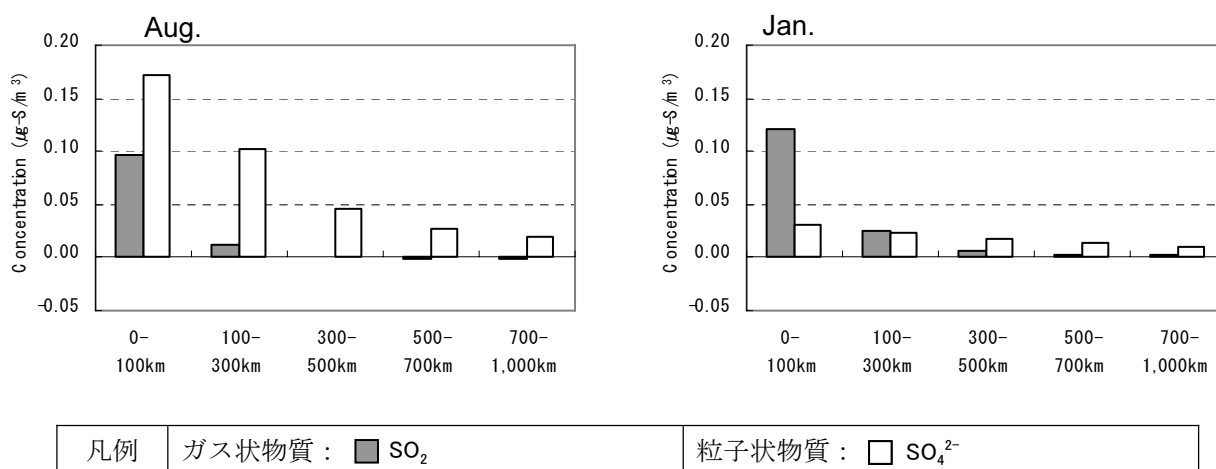 Aug.
Concentration (μg-S/m³)
0.20
0.15
0.10
0.05
0.00
-0.05
0-
100km
100-
300km
300-
500km
500-
700km
700-
1,000km
Jan.
Concentration (μg-S/m³)
0.20
0.15
0.10
0.05
0.00
-0.05
0-
100km
100-
300km
300-
500km
500-
700km
700-
1,000km
凡例 ガス状物質： SO₂ 粒子状物質： SO₄²⁻